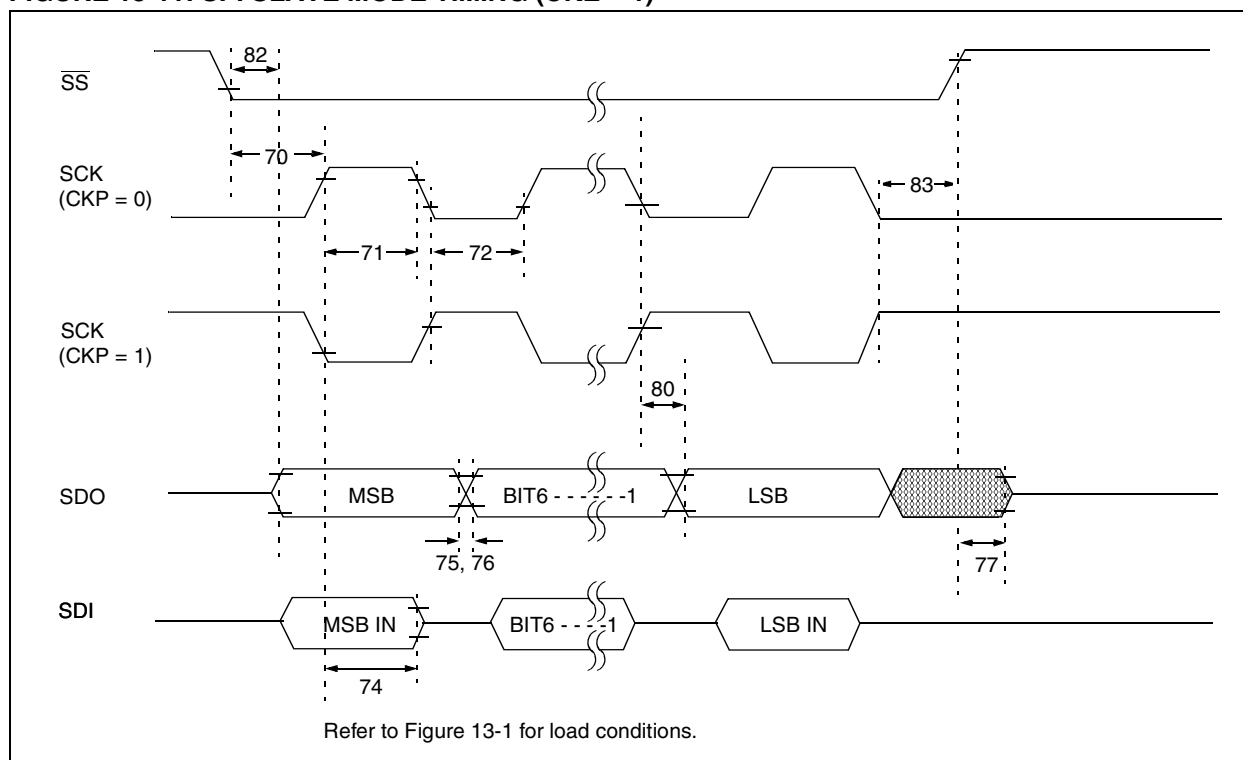 82
SS
70
SCK
(CKP = 0)
83
71
72
SCK
(CKP = 1)
80
SDO
MSB
BIT6 - - - - - -1
LSB
75, 76
77
SDI
MSB IN
BIT6 - - - -1
LSB IN
74
Refer to Figure 13-1 for load conditions.